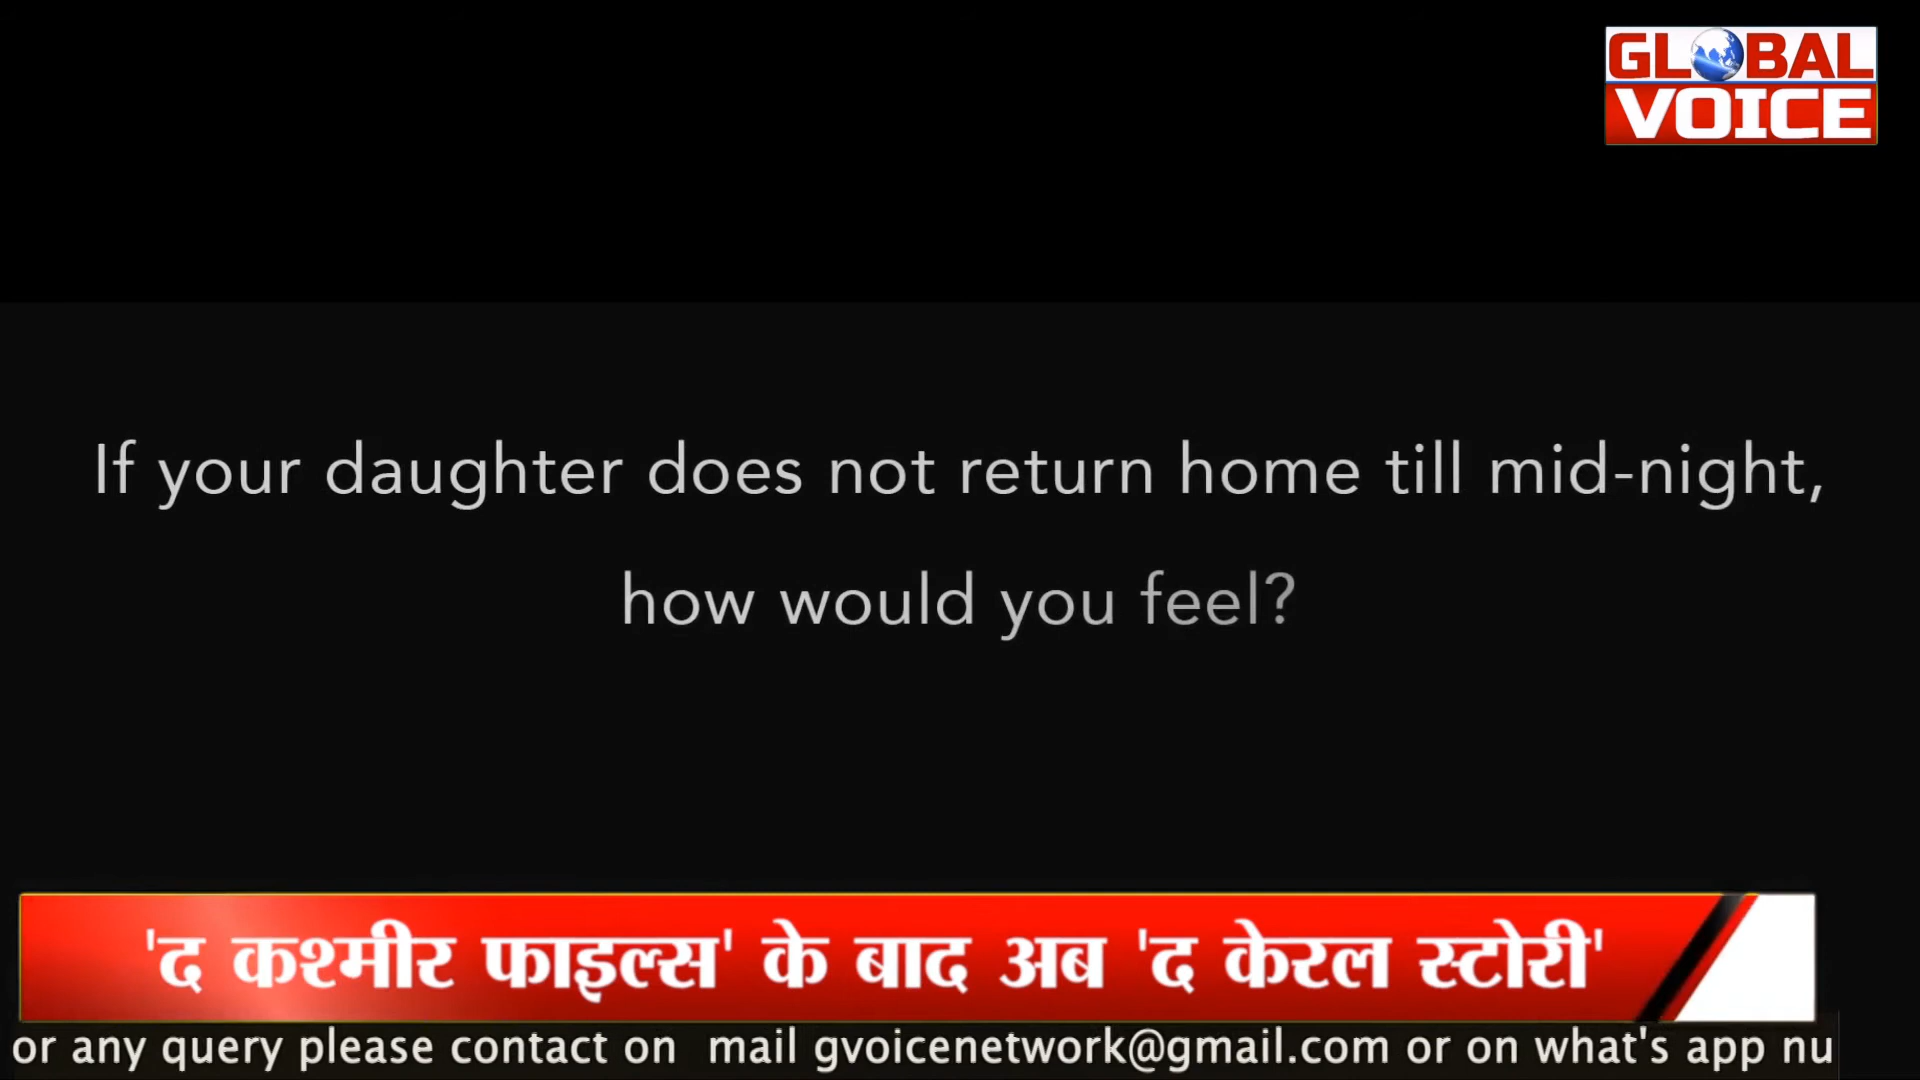 GLOBAL
VOICE
If your daughter does not return home till mid-night,
how would you feel?
'द कश्मीर फाइल्स' के बाद अब 'द केरल स्टोरी'
or any query please contact on mail gvoicenetwork@gmail.com or on what's app nu